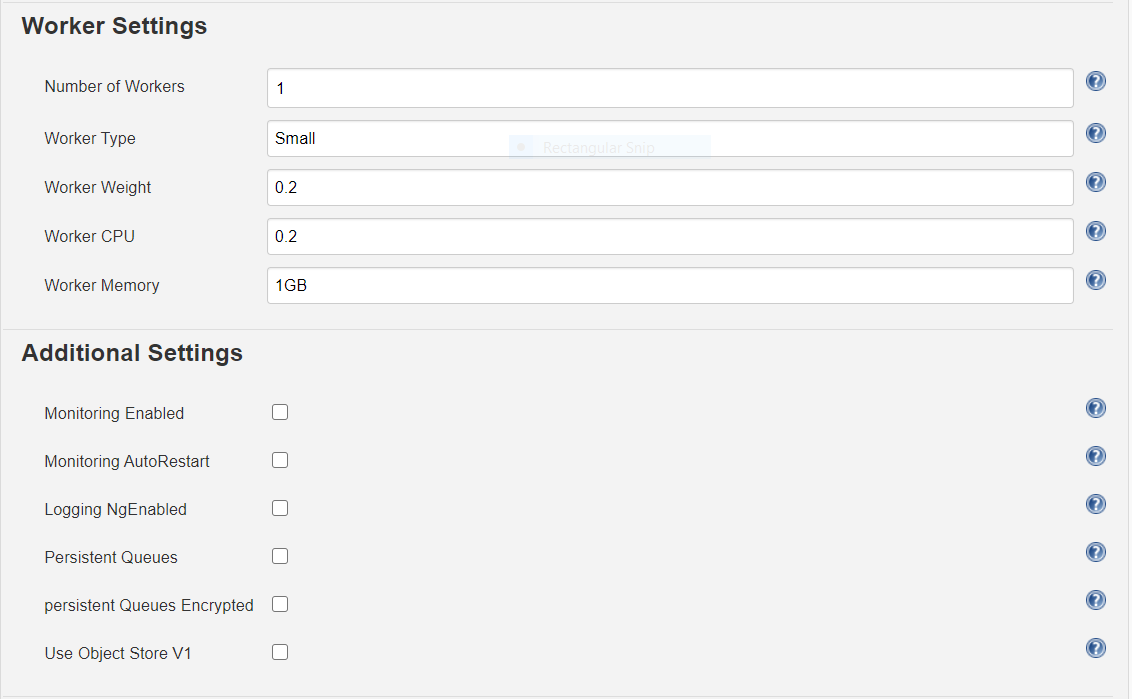 Worker Settings
Number of Workers 1
Worker Type Small
Rectangular Snip
Worker Weight 0.2
Worker CPU 0.2
Worker Memory 1GB
Additional Settings
Monitoring Enabled
Monitoring AutoRestart
Logging NgEnabled
Persistent Queues
persistent Queues Encrypted
Use Object Store V1